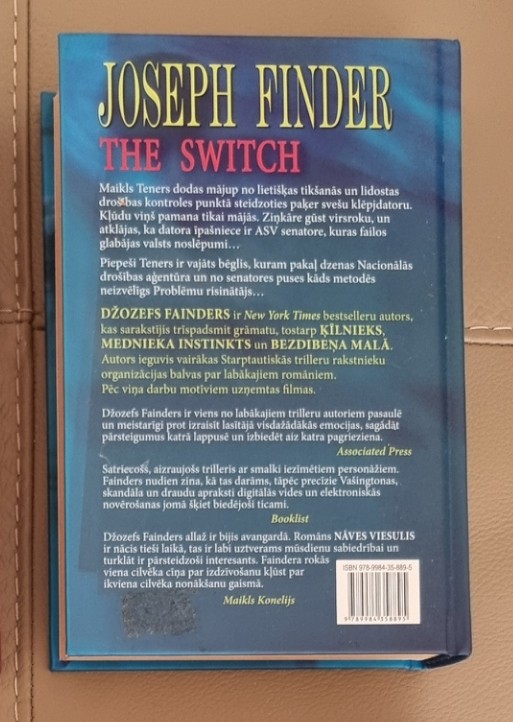 JOSEPH FINDER
THE SWITCH
Maikls Teners dodas mājup no lietišķas tikšanās un lidostas
drošības kontroles punktā steidzoties paķer svešu klēpjdatoru.
Kļūdu viņš pamana tikai mājās. Ziņkāre gūst virsroku, un
atklājas, ka datora īpašniece ir ASV senatore, kuras failos
glabājas valsts noslēpumi...
Piepeši Teners ir vajāts bēglis, kuram pakaļ dzenas Nacionālās
drošības aģentūra un no senatores puses kāds metodēs
neizvēlīgs Problēmu risinātājs...
DŽOZEFS FAINDERS ir New York Times bestselleru autors,
kas sarakstījis trīspadsmit grāmatu, tostarp ĶĪLNIEKS,
MEDNIEKA INSTINKTS un BEZDIBEŅA MALĀ.
Autors ieguvis vairākas Starptautiskās trilleru rakstnieku
organizācijas balvas par labākajiem romāniem.
Pēc viņa darbu motīviem uzņemtas filmas.
Džozefs Fainders ir viens no labākajiem trilleru autoriem pasaulē
un meistarīgi prot izraisīt lasītājā visdažādākās emocijas, sagādāt
pārsteigumus katrā lappusē un izbiedēt aiz katra pagrieziena.
Associated Press
Satriecošs, aizraujošs trilleris ar smalki iezīmētiem personāžiem.
Fainders nudien zina, kā tas darāms, tāpēc precīzie Vašingtonas,
skandāla un draudu apraksti digitālās vides un elektroniskās
novērošanas jomā šķiet biedējoši ticami.
Booklist
Džozefs Fainders allaž ir bijis avangardā. Romāns NĀVES VIESULIS
ir nācis tieši laikā, tas ir labi uztverams mūsdienu sabiedrībai un
turklāt ir pārsteidzoši interesants. Faindera rokās
viena cilvēka cīņa par izdzīvošanu kļūst par
ikviena cilvēka nonākšanu gaismā.
Maikls Konelijs
ISBN 978-9984-35-889-5
9 789984 358895